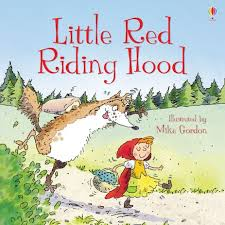 Little Red
Riding Hood
Illustrated by
Mike Gordon